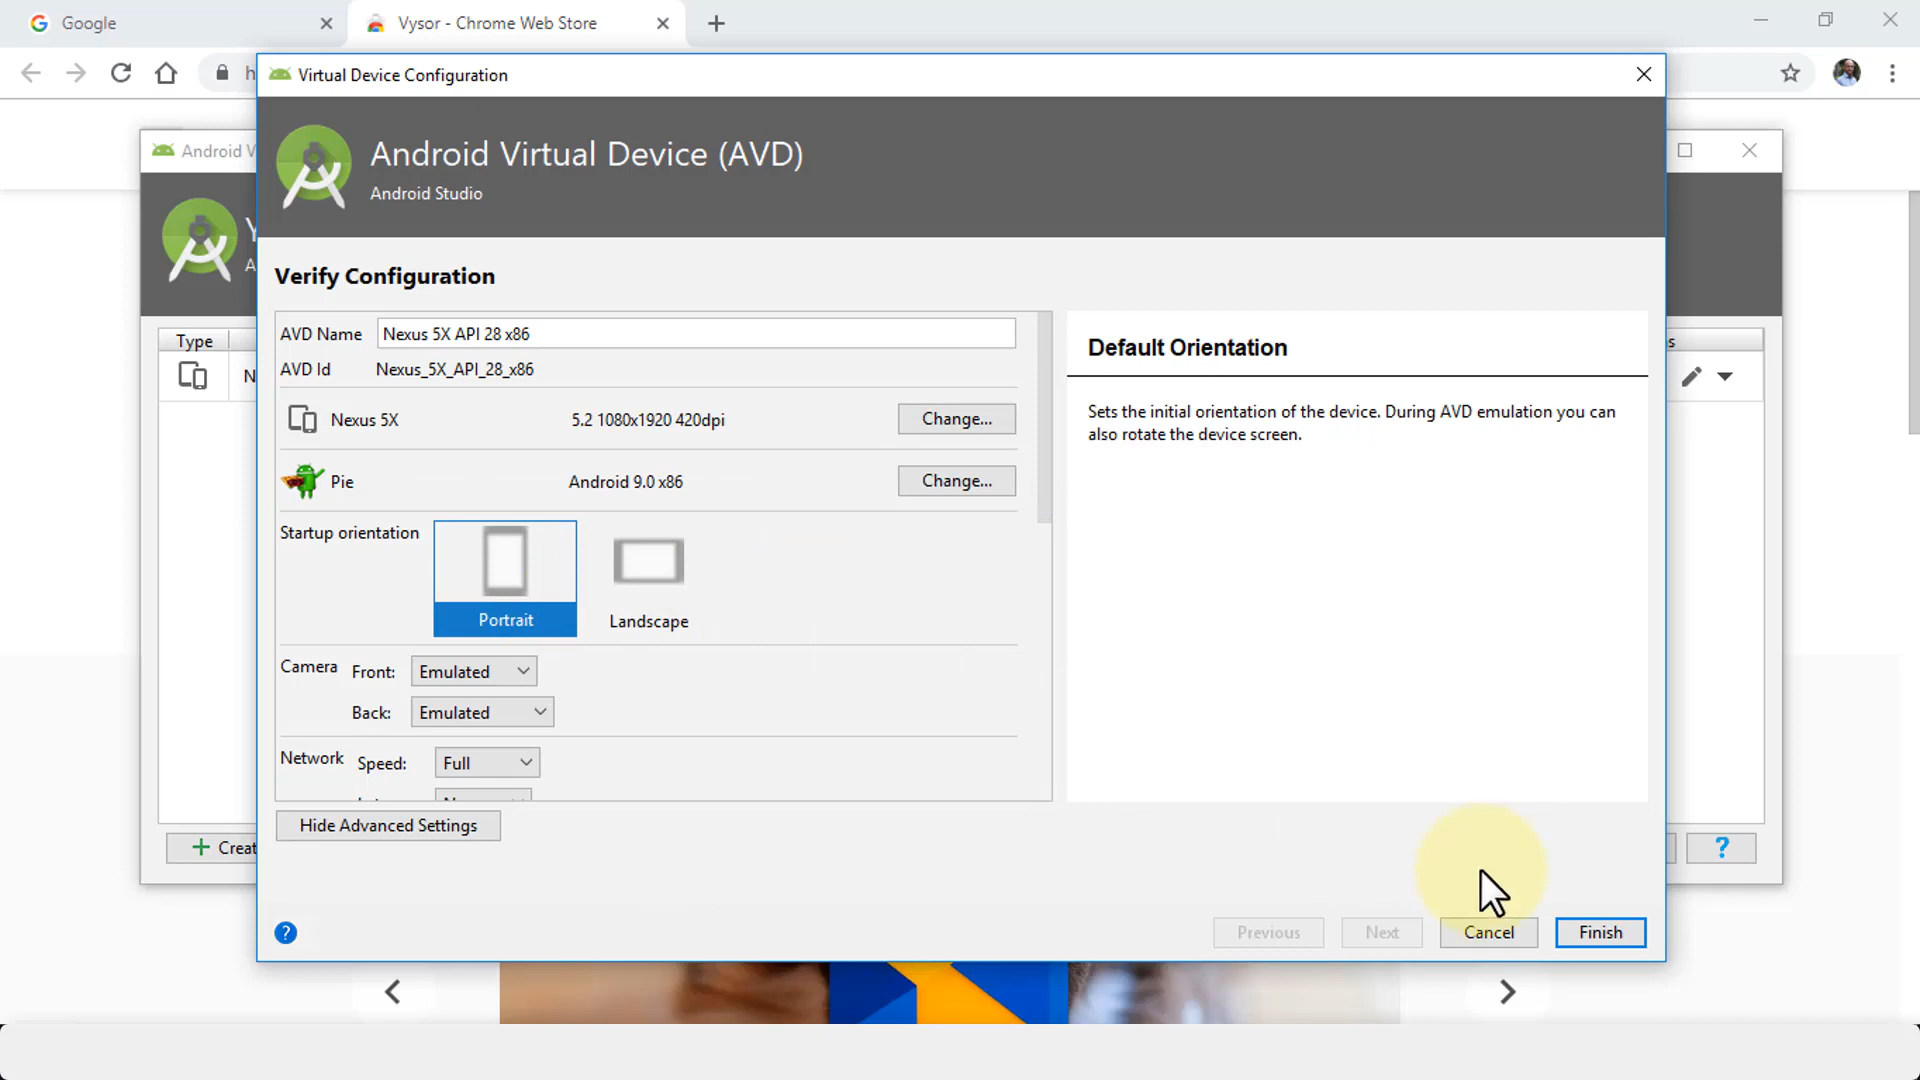 Google
Vysor - Chrome Web Store
Virtual Device Configuration
Android Virtual Device (AVD)
Android Studio
Android V
Y
A
Verify Configuration
AVD Name Nexus 5X API 28 x86
AVD Id Nexus_5X_API_28_x86
Nexus 5X 5.2 1080x1920 420dpi Change...
Pie Android 9.0 x86 Change...
Startup orientation
Portrait
Landscape
Camera Front: Emulated
Back: Emulated
Network Speed: Full
Hide Advanced Settings
Default Orientation
Sets the initial orientation of the device. During AVD emulation you can
also rotate the device screen.
Type
N
s
+ Creat
?
?
Previous Next Cancel Finish